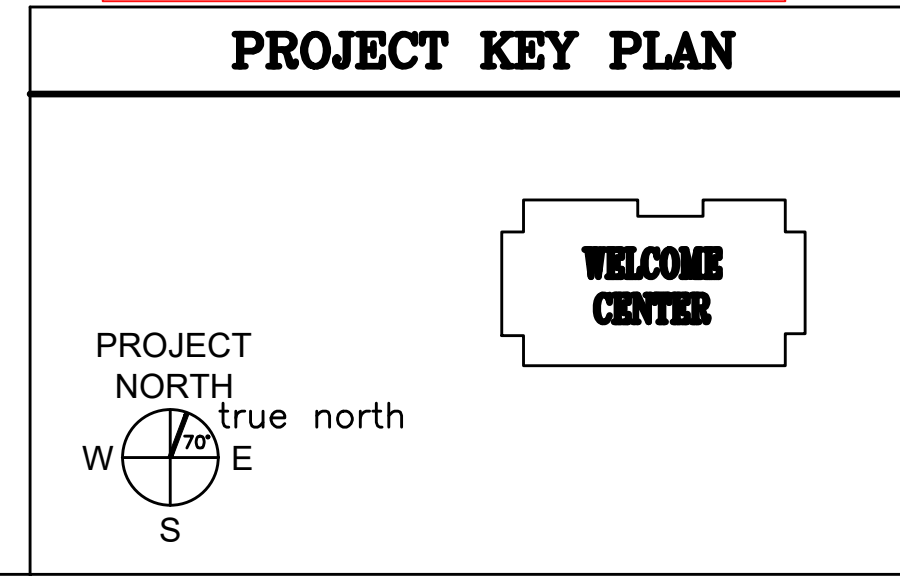 PROJECT KEY PLAN
WELCOME
CENTER
PROJECT
NORTH
true north
70°
W
E
S